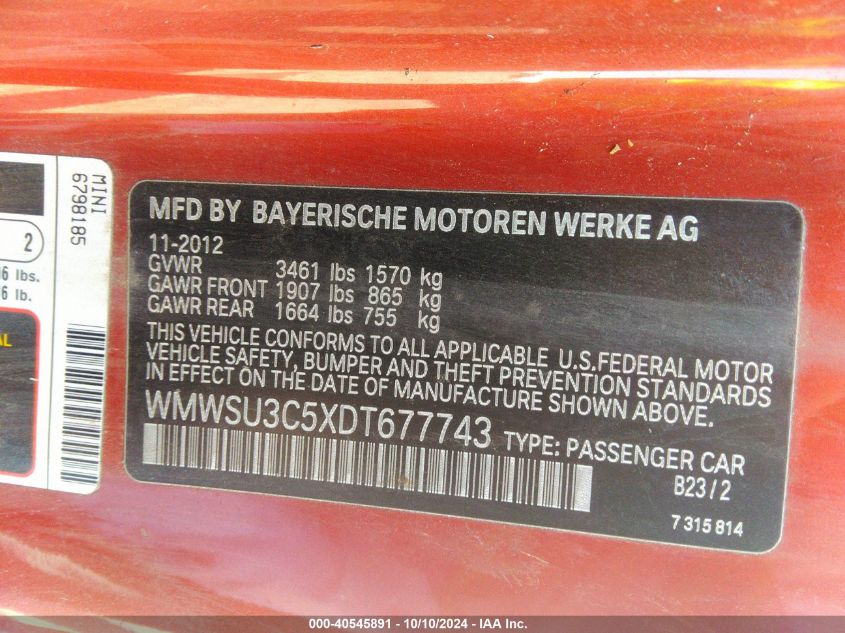 MINI
6798185
2
6 lbs.
6 lb.
AL
MFD BY BAYERISCHE MOTOREN WERKE AG
11-2012
GVWR 3461 lbs 1570 kg
GAWR FRONT 1907 lbs 865 kg
GAWR REAR 1664 lbs 755 kg
THIS VEHICLE CONFORMS TO ALL APPLICABLE U.S.FEDERAL MOTOR
VEHICLE SAFETY, BUMPER AND THEFT PREVENTION STANDARDS
IN EFFECT ON THE DATE OF MANUFACTURE SHOWN ABOVE.
WMWSU3C5XDT677743 TYPE: PASSENGER CAR
B23/2
7 315 814
000-40545891 - 10/10/2024 - IAA Inc.